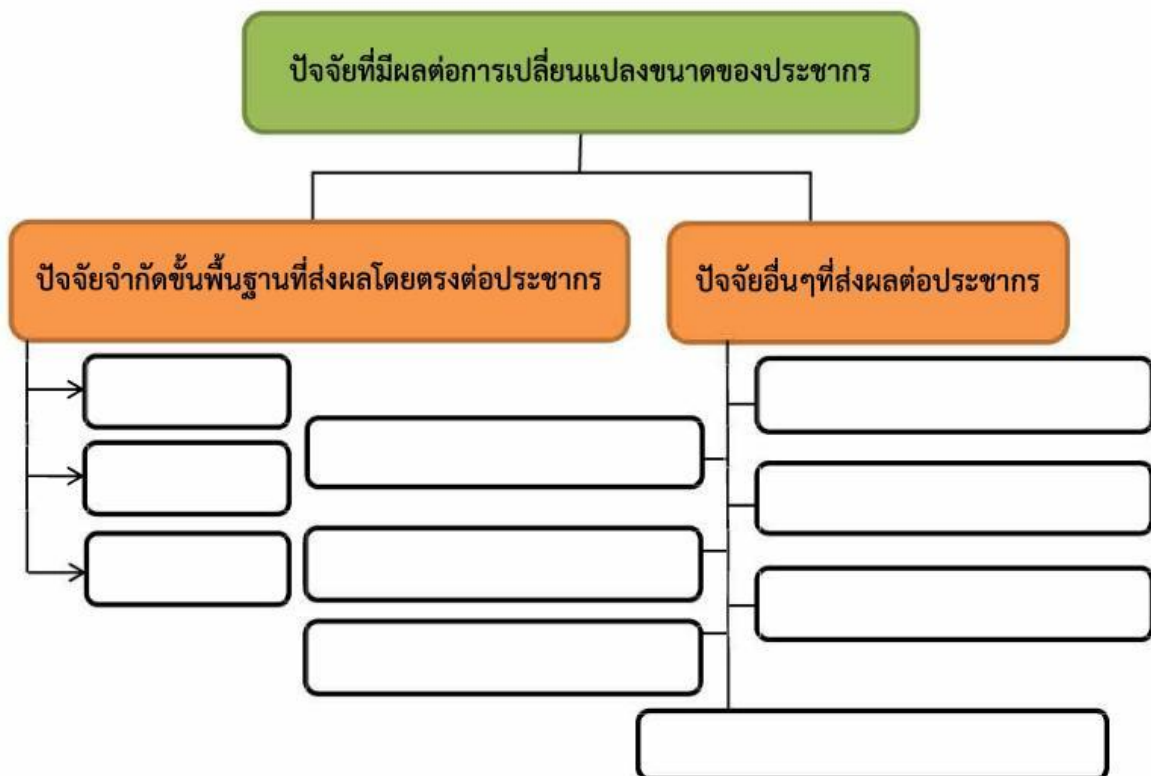 ปัจจัยที่มีผลต่อการเปลี่ยนแปลงขนาดของประชากร
ปัจจัยจำกัดขั้นพื้นฐานที่ส่งผลโดยตรงต่อประชากร
ปัจจัยอื่นๆที่ส่งผลต่อประชากร